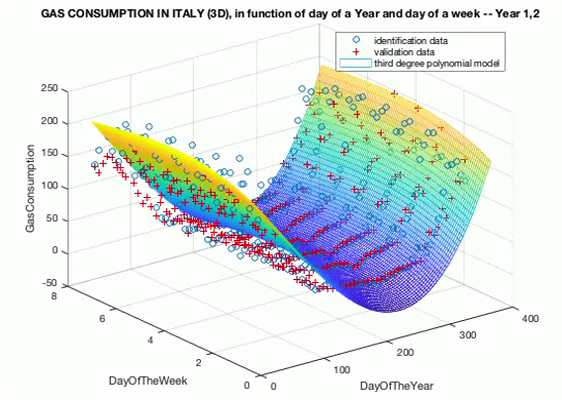 GAS CONSUMPTION IN ITALY (3D), in function of day of a Year and day of a week -- Year 1,2
identification data
validation data
third degree polynomial model
250
200
150
100
50
0
-50
GasConsumption
8
6
4
2
0
DayOfTheWeek
0
100
200
300
400
DayOfTheYear